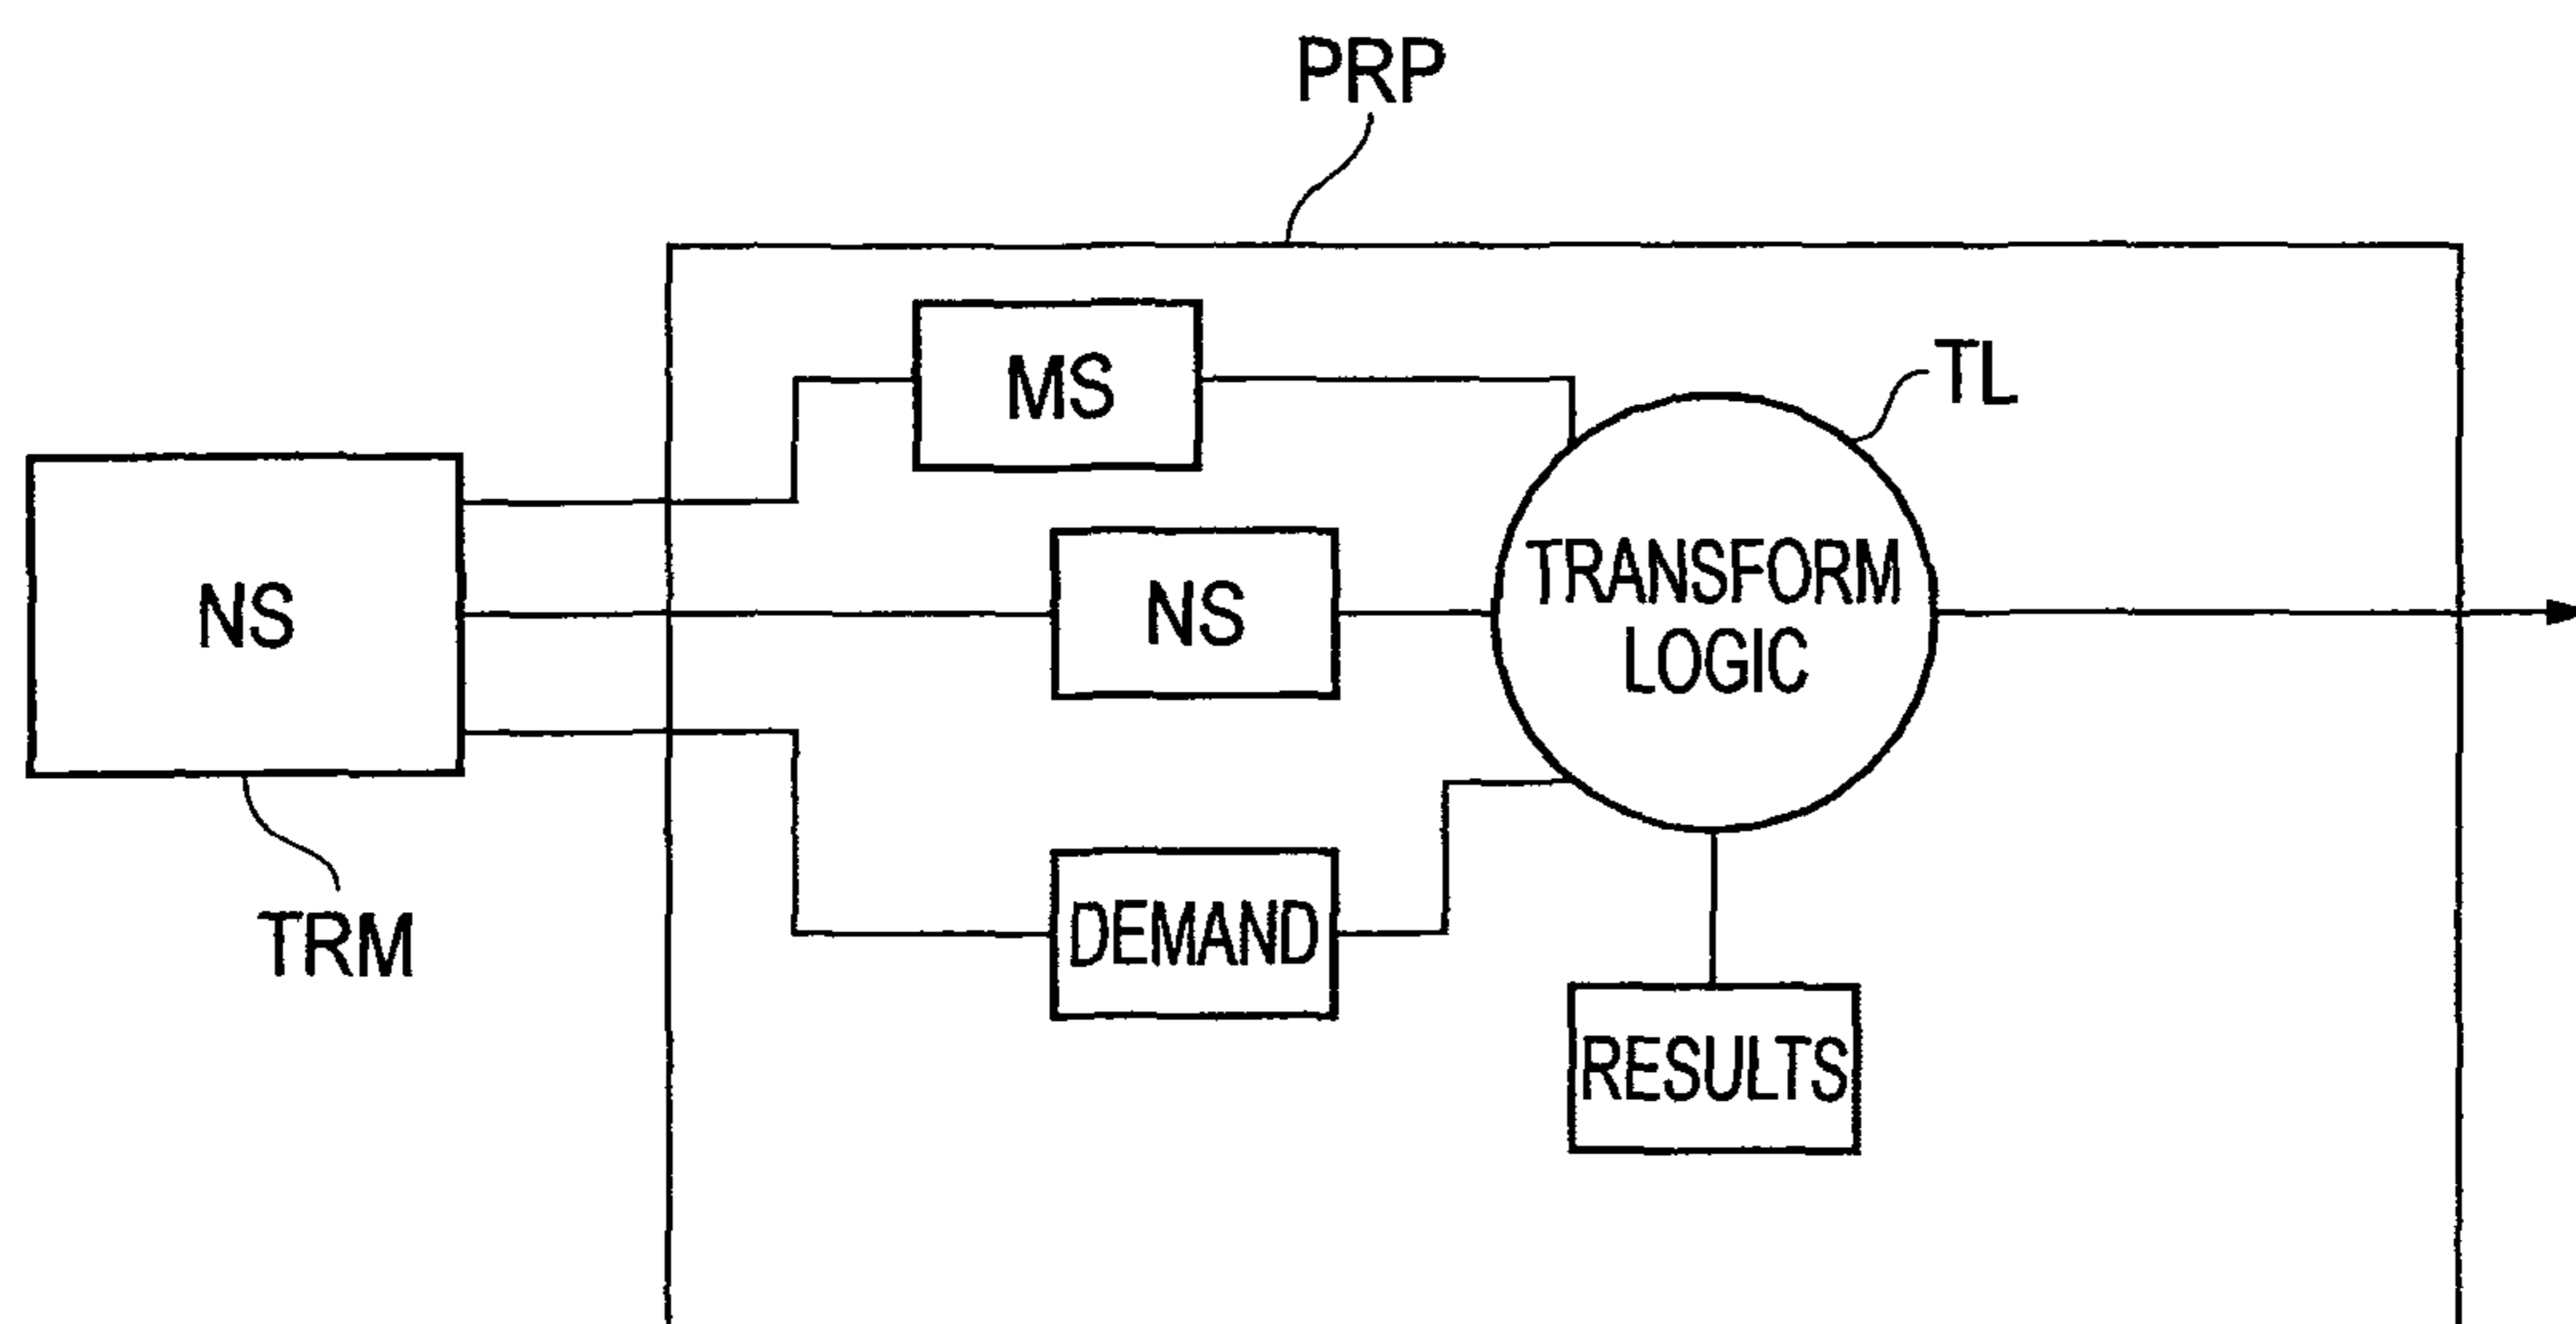 PRP
MS
TL
NS
NS
TRANSFORM
LOGIC
DEMAND
TRM
RESULTS